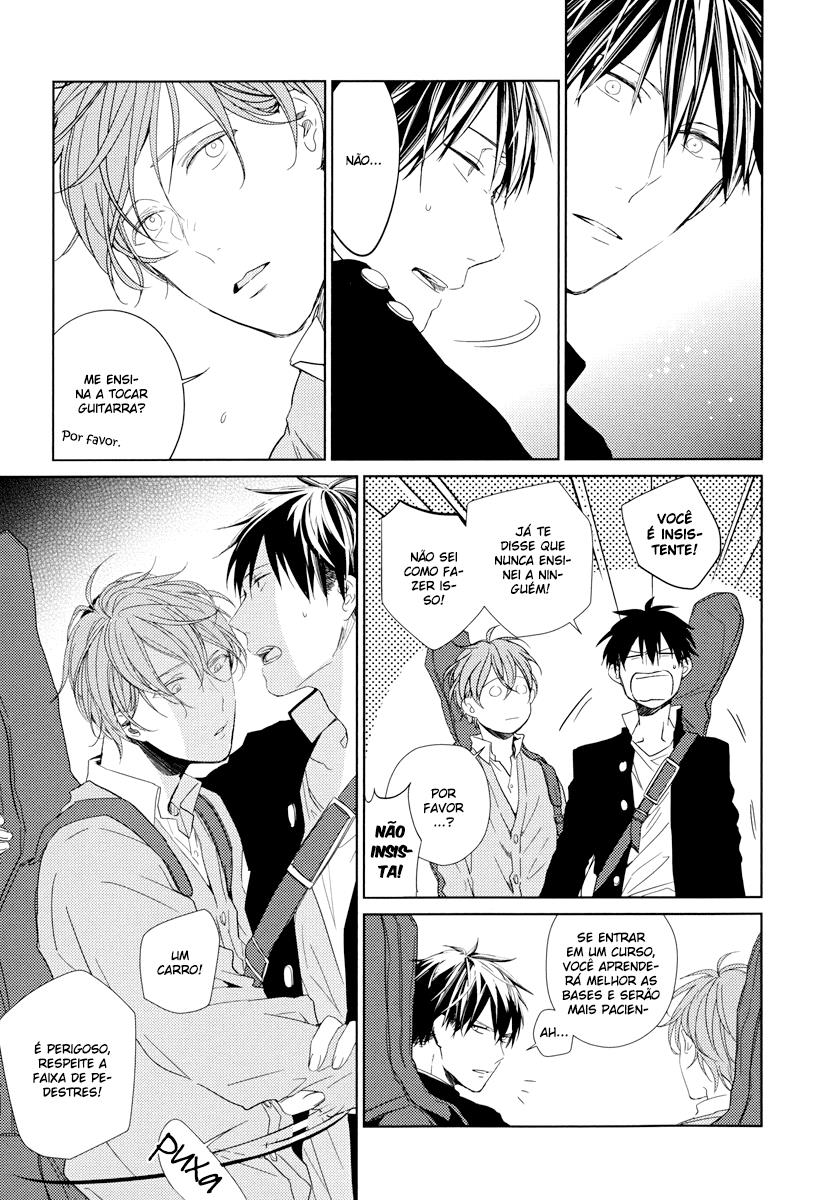 NÃO...
ME ENSI-
NA A TOCAR
GUITARRA?
Por favor.
VOCÊ
É INSIS-
TENTE!
JÁ TE
DISSE QUE
NUNCA ENSI-
NEI A NIN-
GUÉM!
NÃO SEI
COMO FA-
ZER IS-
SO!
POR
FAVOR
...?
NÃO
INSIS-
TA!
SE ENTRAR
EM UM CURSO,
VOCÊ APRENDE-
RÁ MELHOR AS
BASES E SERÃO
MAIS PACIEN-
AH...
UM
CARRO!
É PERIGOSO,
RESPEITE A
FAIXA DE PE-
DESTRES!
PUXA